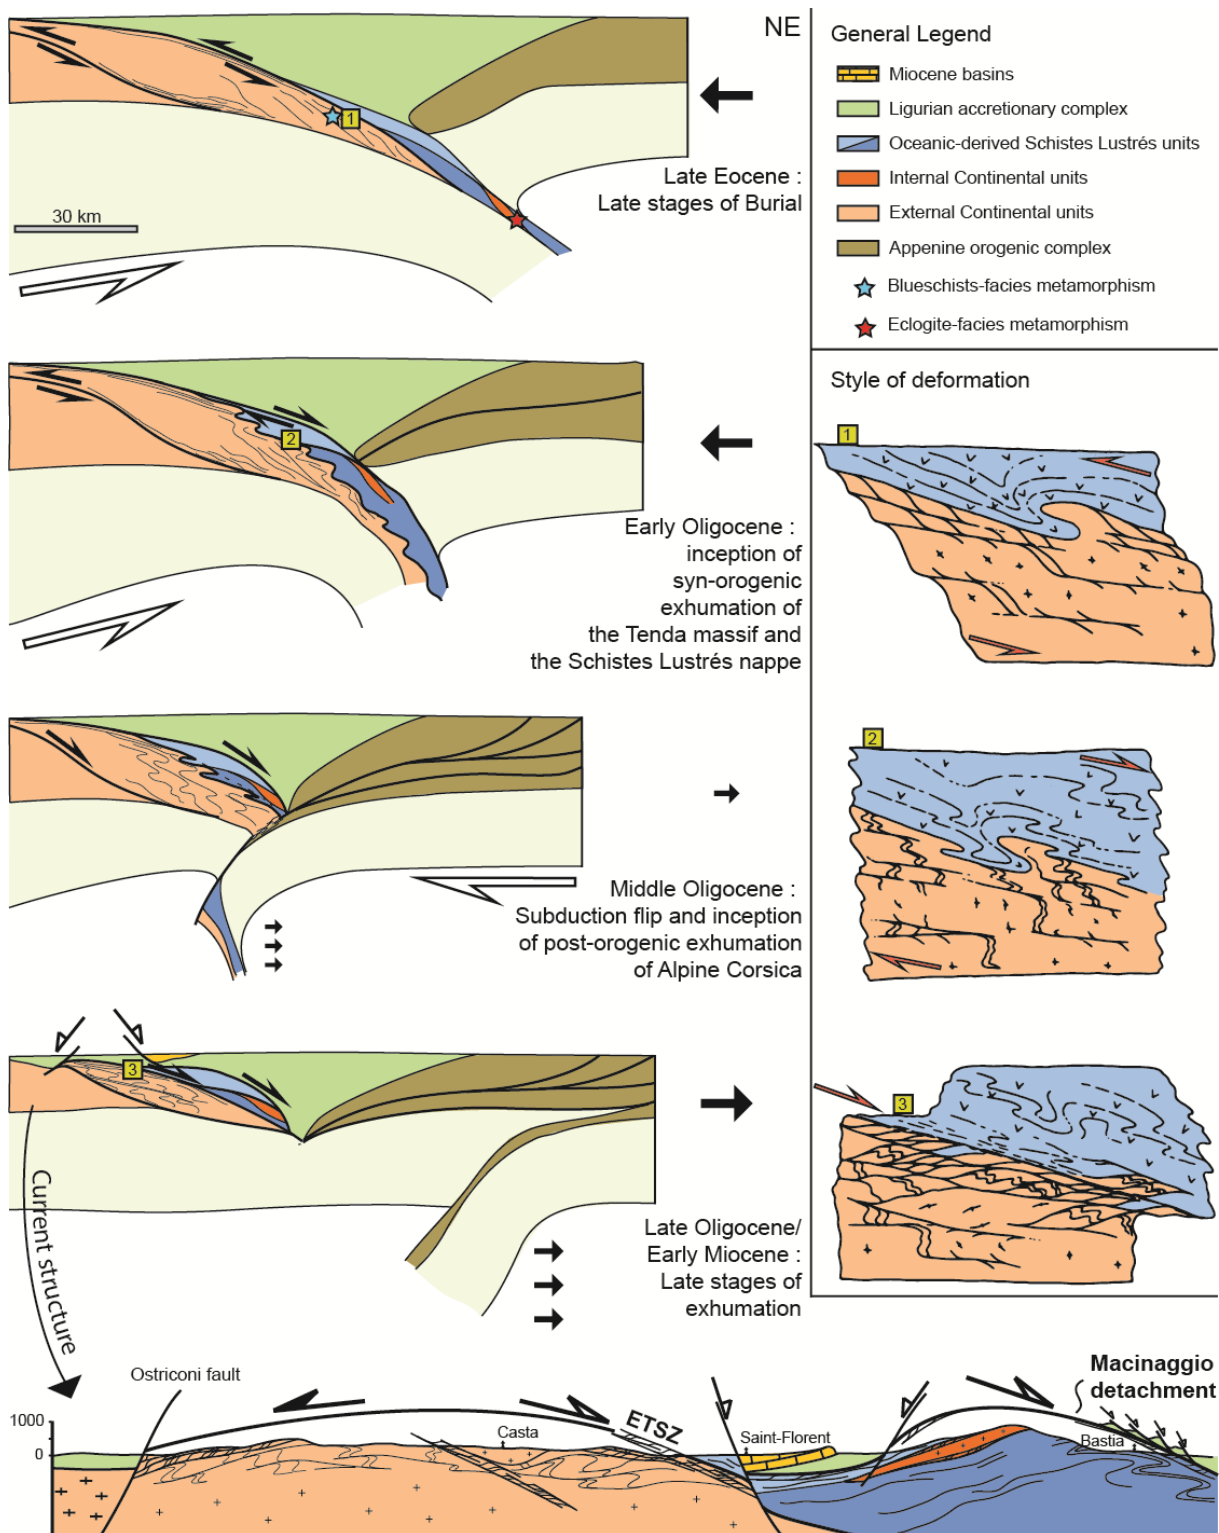 NE
General Legend
Miocene basins
Ligurian accretionary complex
Oceanic-derived Schistes Lustrés units
Internal Continental units
External Continental units
Appenine orogenic complex
Blueschists-facies metamorphism
Eclogite-facies metamorphism
1
Late Eocene :
Late stages of Burial
30 km
Style of deformation
1
2
Early Oligocene :
inception of
syn-orogenic
exhumation of
the Tenda massif and
the Schistes Lustrés nappe
2
Middle Oligocene :
Subduction flip and inception
of post-orogenic exhumation
of Alpine Corsica
3
3
Late Oligocene/
Early Miocene :
Late stages of
exhumation
Current structure
Ostriconi fault
Macinaggio
detachment
1000
0
Casta
ETSZ
Saint-Florent
Bastia